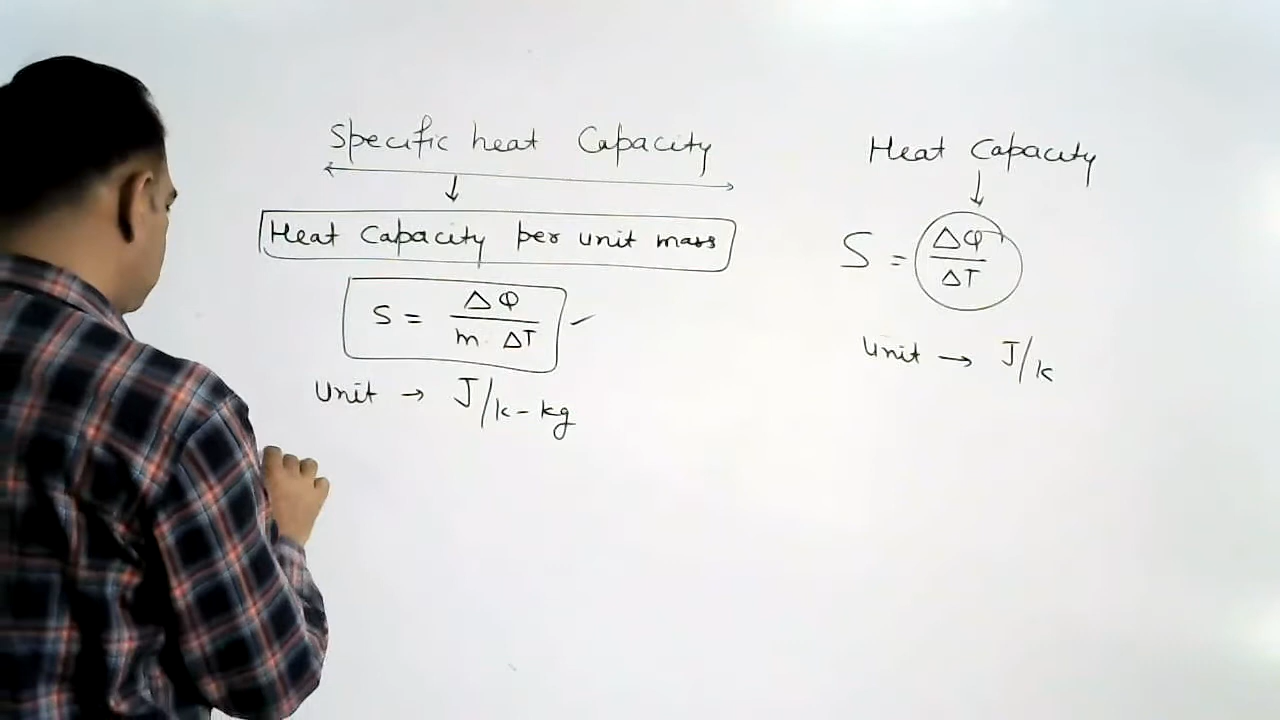 Specific heat Capacity
Heat Capacity per unit mass
s = ΔQ / m · ΔT
Unit → J/k-kg
Heat Capacity
S = ΔQ / ΔT
Unit → J/k